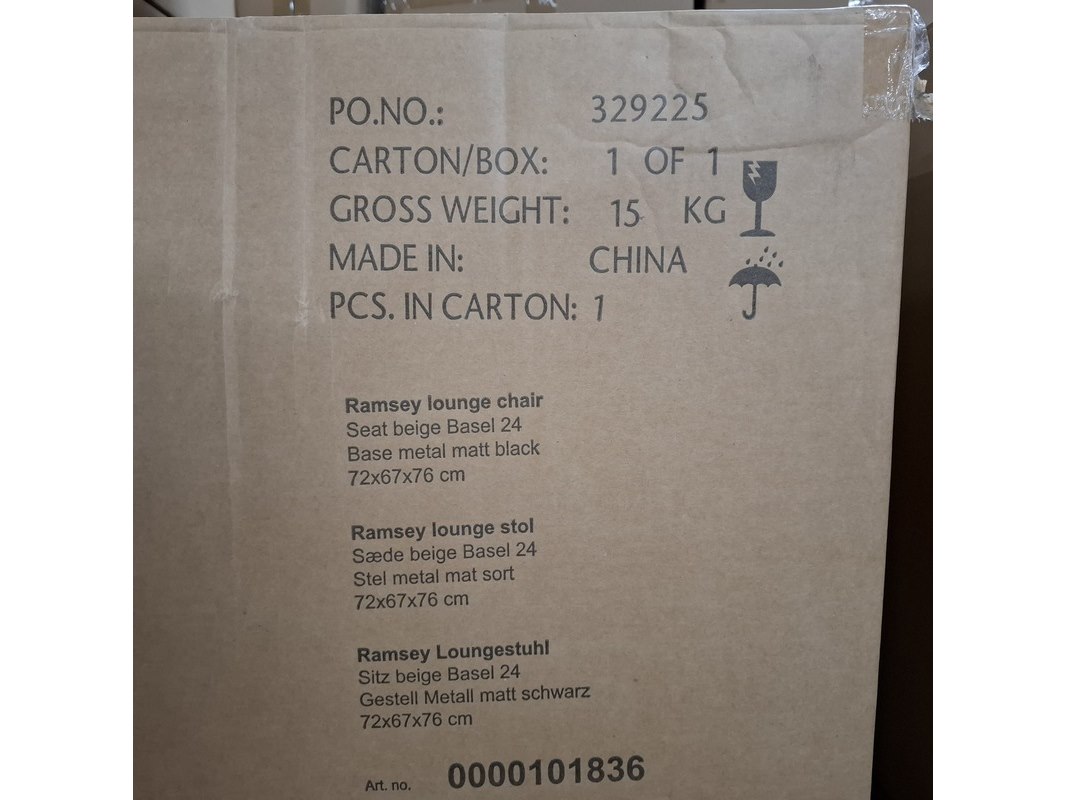 PO.NO.: 329225
CARTON/BOX: 1 OF 1
GROSS WEIGHT: 15 KG
MADE IN: CHINA
PCS. IN CARTON: 1
Ramsey lounge chair
Seat beige Basel 24
Base metal matt black
72x67x76 cm
Ramsey lounge stol
Sæde beige Basel 24
Stel metal mat sort
72x67x76 cm
Ramsey Loungestuhl
Sitz beige Basel 24
Gestell Metall matt schwarz
72x67x76 cm
Art. no. 0000101836